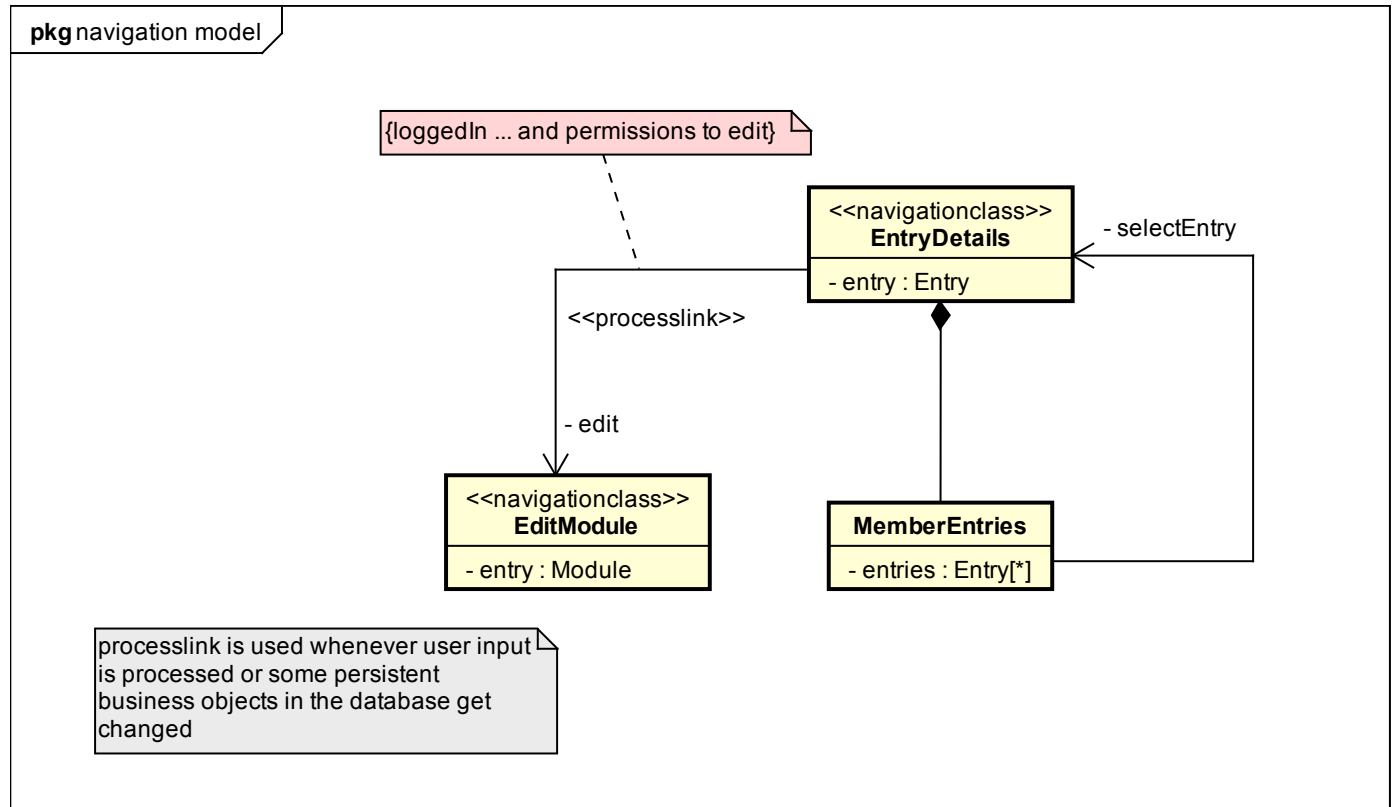 pkg navigation model
{loggedIn ... and permissions to edit}
<<navigationclass>>
EntryDetails
- entry : Entry
- selectEntry
<<processlink>>
- edit
<<navigationclass>>
EditModule
- entry : Module
MemberEntries
- entries : Entry[*]
processlink is used whenever user input
is processed or some persistent
business objects in the database get
changed